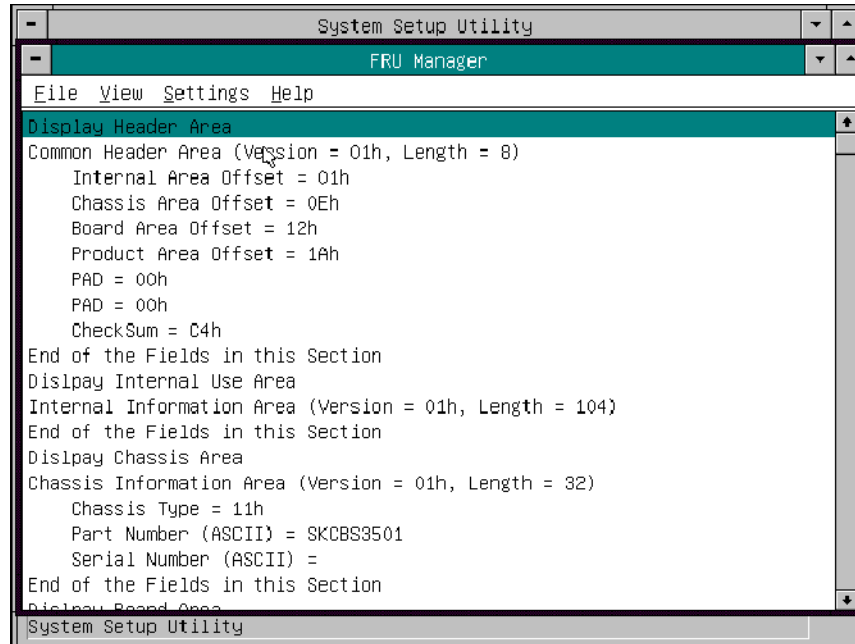 System Setup Utility
FRU Manager
File View Settings Help
Display Header Area
Common Header Area (Version = 01h, Length = 8)
Internal Area Offset = 01h
Chassis Area Offset = 0Eh
Board Area Offset = 12h
Product Area Offset = 1Ah
PAD = 00h
PAD = 00h
CheckSum = C4h
End of the Fields in this Section
Dislpay Internal Use Area
Internal Information Area (Version = 01h, Length = 104)
End of the Fields in this Section
Dislpay Chassis Area
Chassis Information Area (Version = 01h, Length = 32)
Chassis Type = 11h
Part Number (ASCII) = SKCBS3501
Serial Number (ASCII) =
End of the Fields in this Section
Dislpay Board Area
System Setup Utility